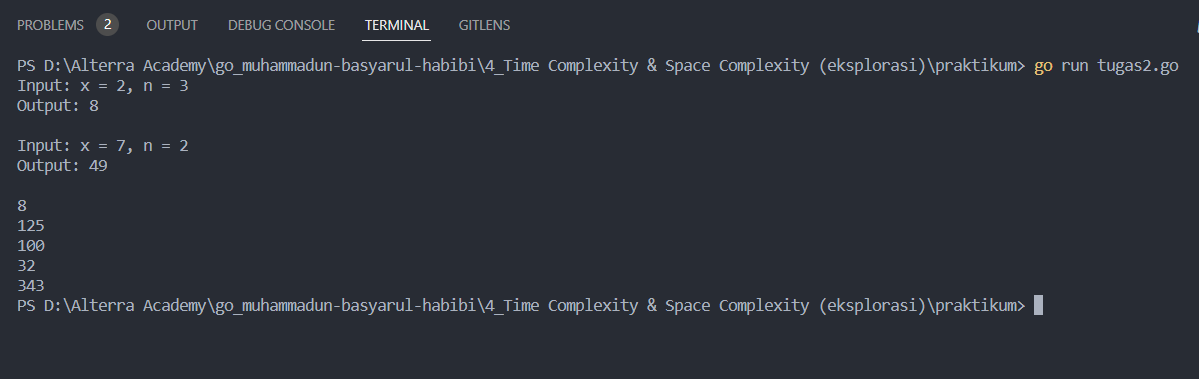 PROBLEMS 2 OUTPUT DEBUG CONSOLE TERMINAL GITLENS
PS D:\Alterra Academy\go_muhammadun-basyarul-habibi\4_Time Complexity & Space Complexity (eksplorasi)\praktikum> go run tugas2.go
Input: x = 2, n = 3
Output: 8
Input: x = 7, n = 2
Output: 49
8
125
100
32
343
PS D:\Alterra Academy\go_muhammadun-basyarul-habibi\4_Time Complexity & Space Complexity (eksplorasi)\praktikum>